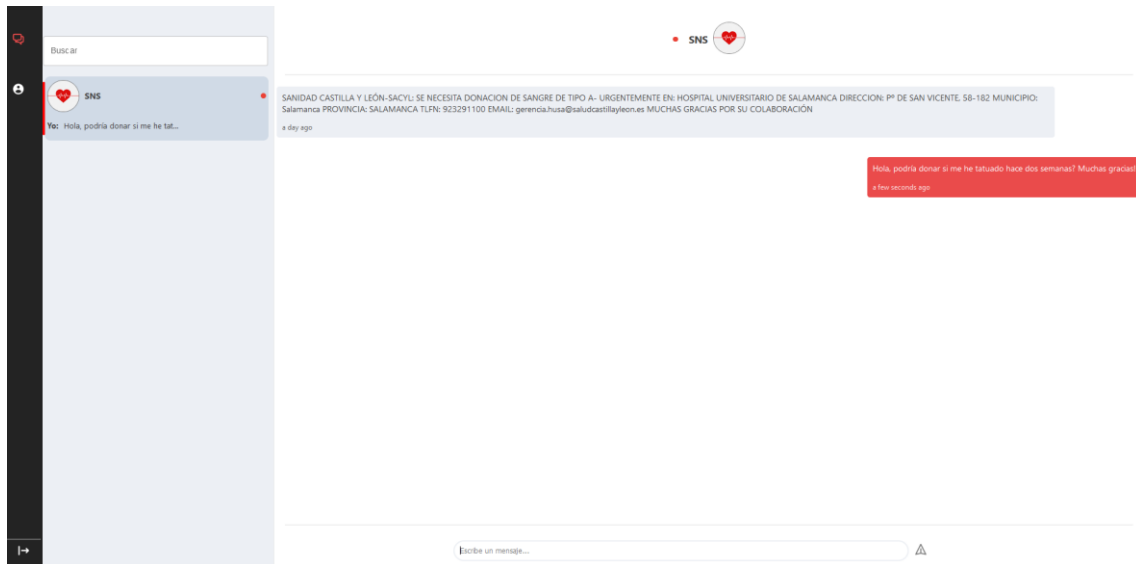 Buscar
SNS
Yo: Hola, podría donar si me he tat...
SNS
SANIDAD CASTILLA Y LEÓN-SACYL: SE NECESITA DONACION DE SANGRE DE TIPO A- URGENTEMENTE EN: HOSPITAL UNIVERSITARIO DE SALAMANCA DIRECCION: Pº DE SAN VICENTE, 58-182 MUNICIPIO:
Salamanca PROVINCIA: SALAMANCA TLFN: 923291100 EMAIL: gerencia.husa@saludcastillayleon.es MUCHAS GRACIAS POR SU COLABORACIÓN
a day ago
Hola, podría donar si me he tatuado hace dos semanas? Muchas gracias!
a few seconds ago
Escribe un mensaje...